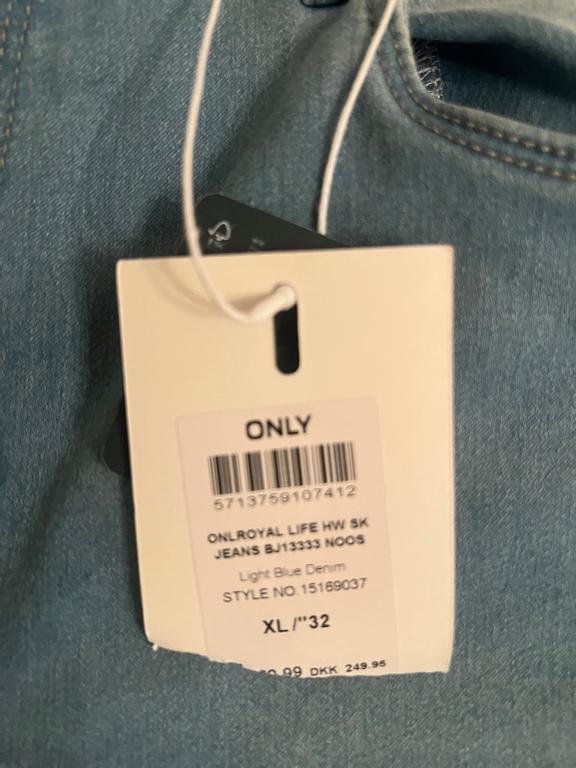 ONLY
5713759107412
ONLROYAL LIFE HW SK
JEANS BJ13333 NOOS
Light Blue Denim
STYLE NO. 15169037
XL /"32
.99 DKK 249.95